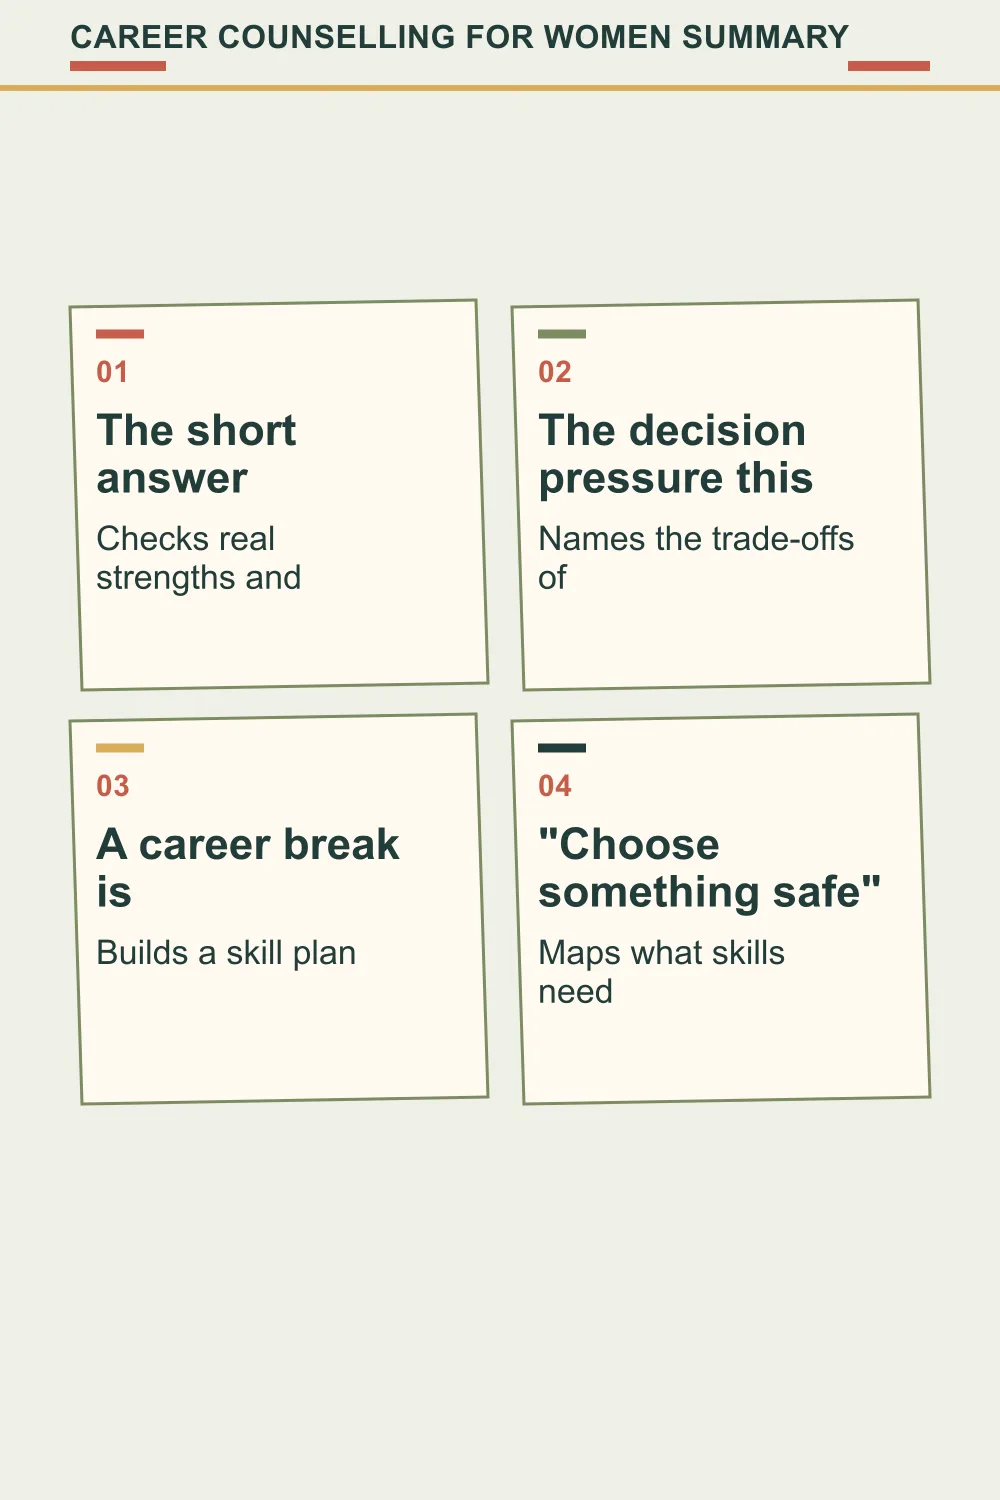 CAREER COUNSELLING FOR WOMEN SUMMARY
01
The short
answer
Checks real
strengths and
02
The decision
pressure this
Names the trade-offs
of
03
A career break
is
Builds a skill plan
04
"Choose
something safe"
Maps what skills
need